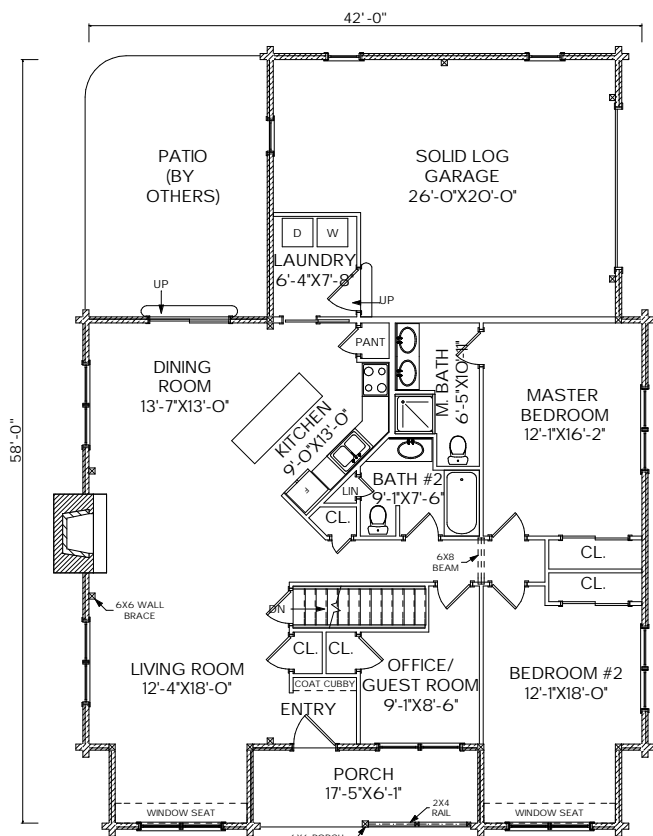 42'-0"
58'-0"
PATIO
(BY
OTHERS)
SOLID LOG
GARAGE
26'-0"X20'-0"
D
W
LAUNDRY
6'-4"X7'-8"
UP
UP
PANT
DINING
ROOM
13'-7"X13'-0"
KITCHEN
9'-0"X13'-0"
M. BATH
6'-5"X10'-11"
MASTER
BEDROOM
12'-1"X16'-2"
BATH #2
9'-1"X7'-6"
LIN
F
CL.
6X8
BEAM
CL.
CL.
6X6 WALL
BRACE
DN
CL.
CL.
LIVING ROOM
12'-4"X18'-0"
OFFICE/
GUEST ROOM
9'-1"X8'-6"
COAT CUBBY
ENTRY
BEDROOM #2
12'-1"X18'-0"
PORCH
17'-5"X6'-1"
2X4
RAIL
WINDOW SEAT
WINDOW SEAT
6X6 PORCH